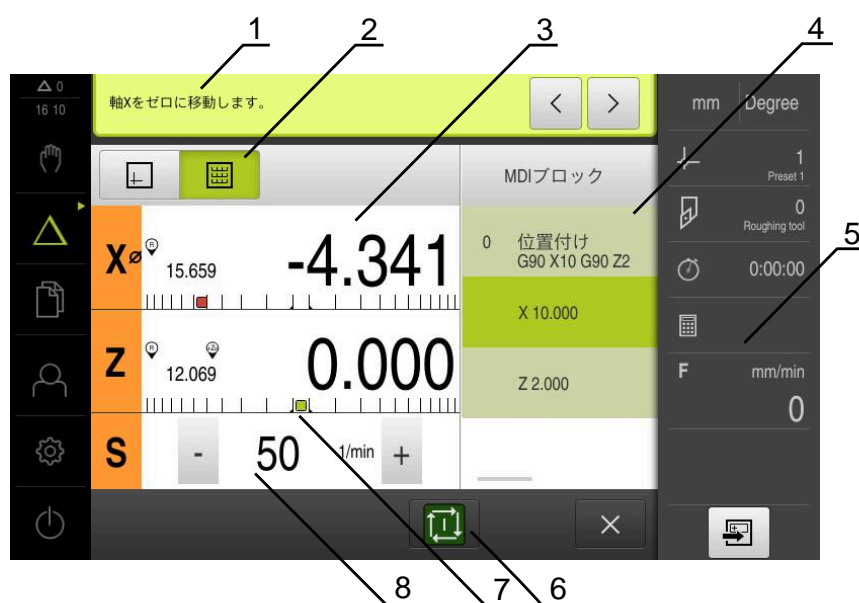 1 2 3 4
△ 0
16 10
軸Xをゼロに移動します。
< >
mm Degree
1
Preset 1
0
Roughing tool
0:00:00
F mm/min
0
5
MDIブロック
X⌀ R 15.659 -4.341
Z R 12.069 0.000
S - 50 1/min +
0 位置付け
G90 X10 G90 Z2
X 10.000
Z 2.000
8 7 6